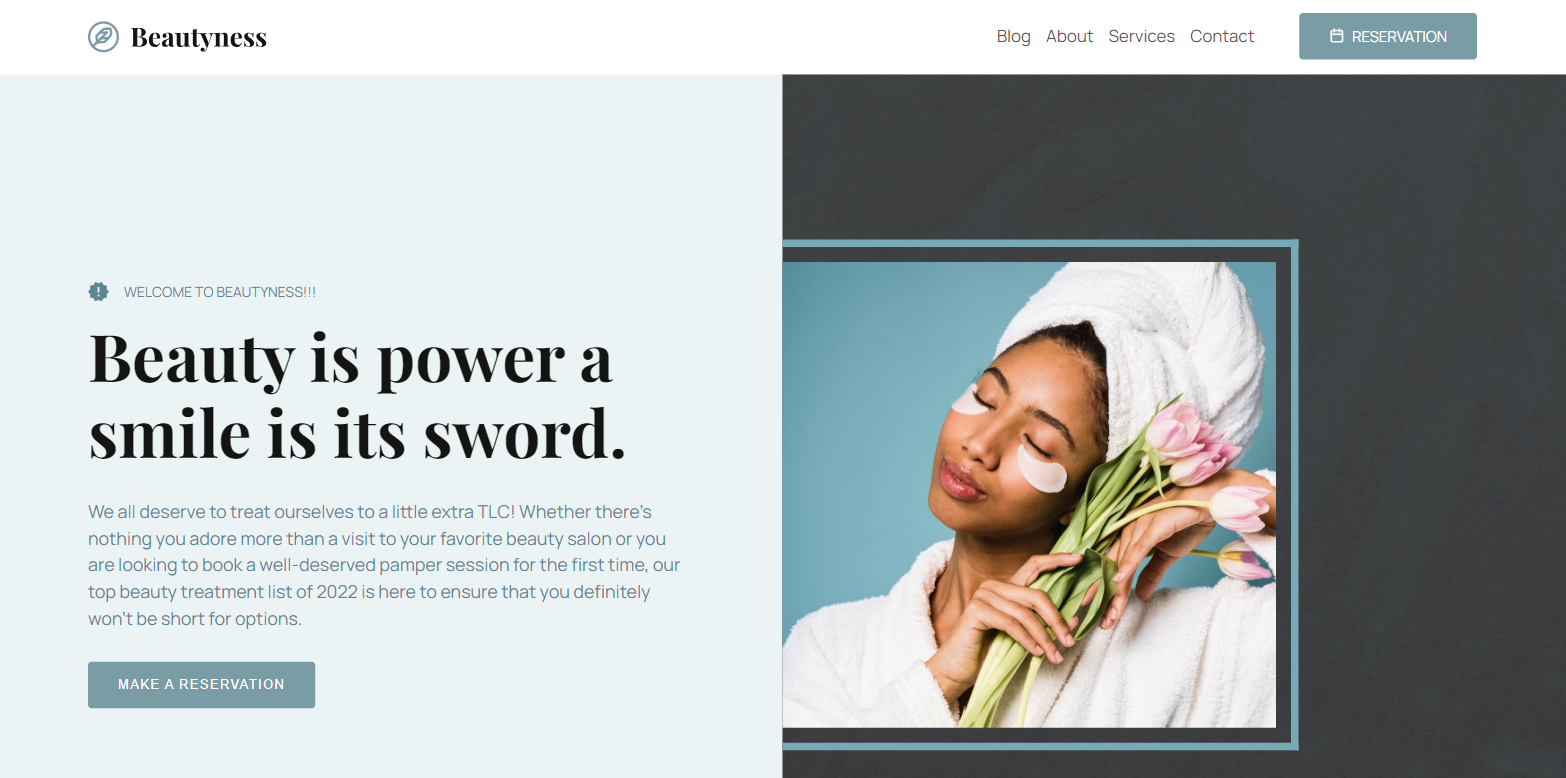 Beautyness
Blog About Services Contact RESERVATION
WELCOME TO BEAUTYNESS!!!
Beauty is power a
smile is its sword.
We all deserve to treat ourselves to a little extra TLC! Whether there's
nothing you adore more than a visit to your favorite beauty salon or you
are looking to book a well-deserved pamper session for the first time, our
top beauty treatment list of 2022 is here to ensure that you definitely
won't be short for options.
MAKE A RESERVATION